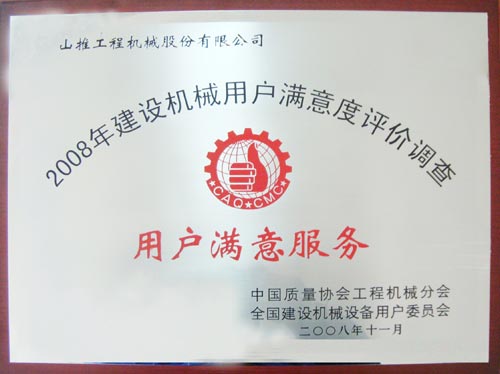 山推工程机械股份有限公司
2008年建设机械用户满意度评价调查
CAQ★CMC
用户满意服务
中国质量协会工程机械分会
全国建设机械设备用户委员会
二〇〇八年十一月